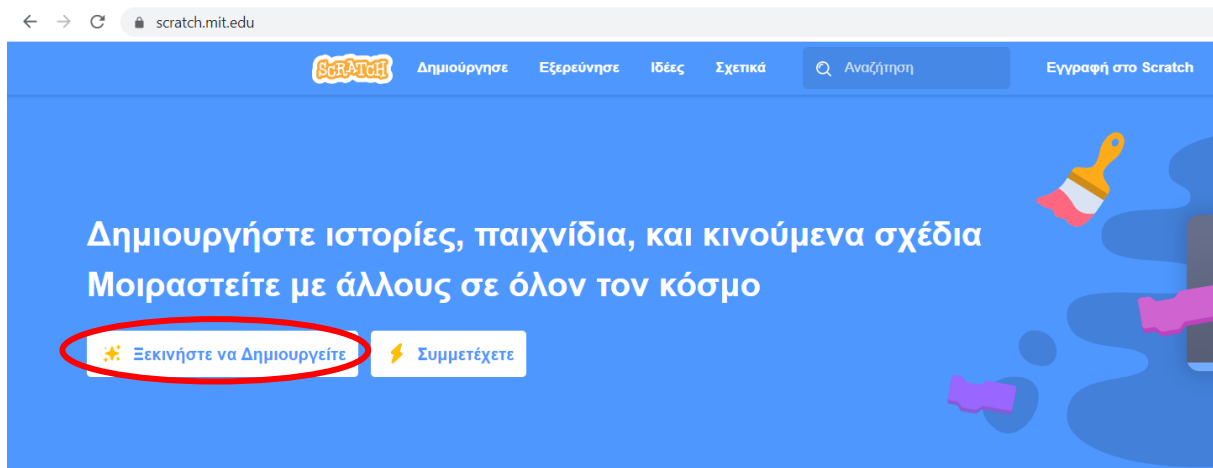 scratch.mit.edu
SCRATCH Δημιούργησε Εξερεύνησε Ιδέες Σχετικά Αναζήτηση Εγγραφή στο Scratch
Δημιουργήστε ιστορίες, παιχνίδια, και κινούμενα σχέδια
Μοιραστείτε με άλλους σε όλον τον κόσμο
Ξεκινήστε να Δημιουργείτε Συμμετέχετε